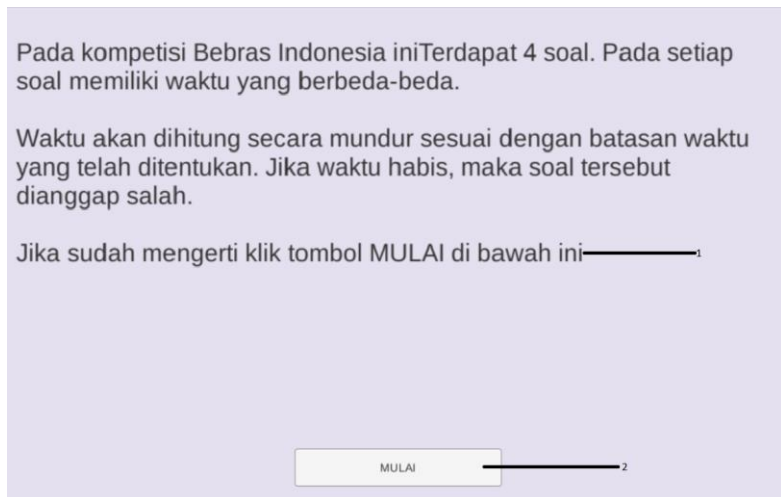 Pada kompetisi Bebras Indonesia iniTerdapat 4 soal. Pada setiap
soal memiliki waktu yang berbeda-beda.
Waktu akan dihitung secara mundur sesuai dengan batasan waktu
yang telah ditentukan. Jika waktu habis, maka soal tersebut
dianggap salah.
Jika sudah mengerti klik tombol MULAI di bawah ini 1
MULAI 2